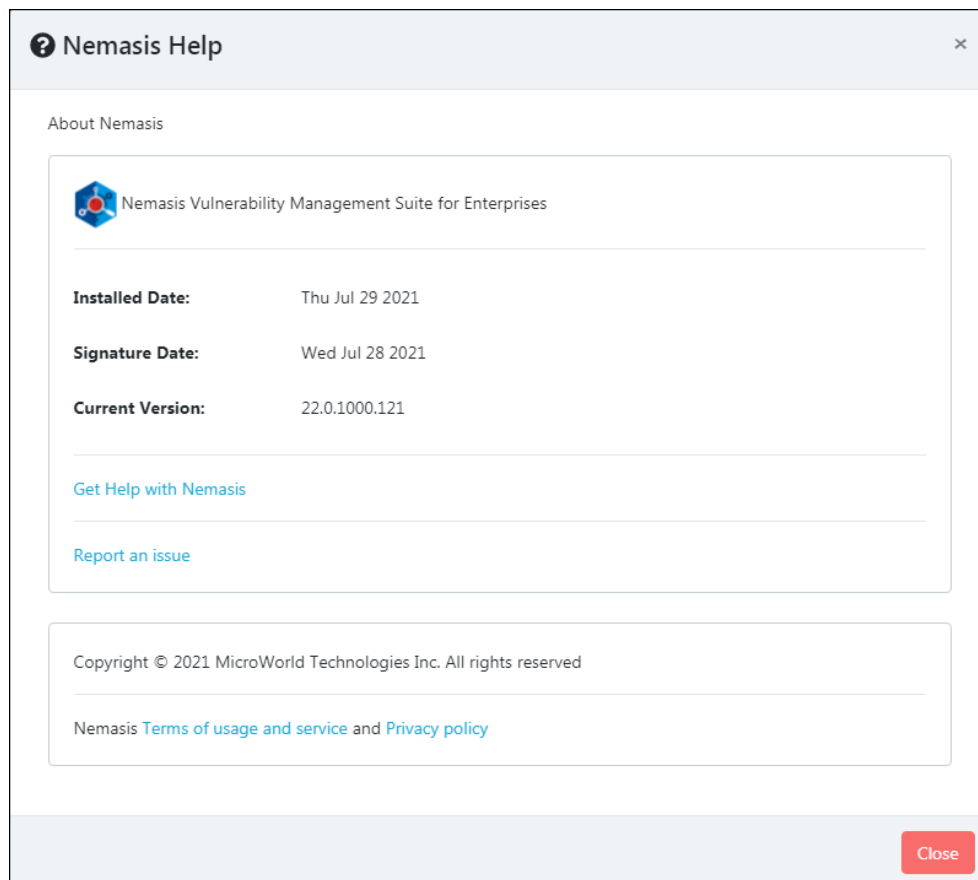 Nemasis Help
×
About Nemasis
Nemasis Vulnerability Management Suite for Enterprises
Installed Date: Thu Jul 29 2021
Signature Date: Wed Jul 28 2021
Current Version: 22.0.1000.121
Get Help with Nemasis
Report an issue
Copyright © 2021 MicroWorld Technologies Inc. All rights reserved
Nemasis Terms of usage and service and Privacy policy
Close